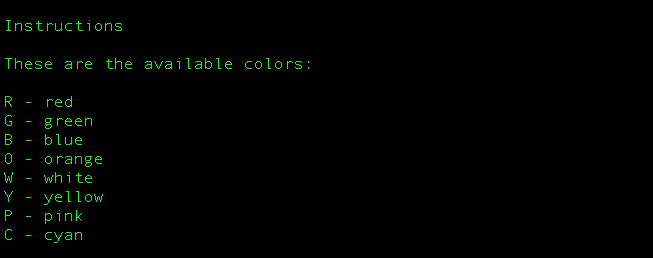 Instructions
These are the available colors:
R - red
G - green
B - blue
O - orange
W - white
Y - yellow
P - pink
C - cyan